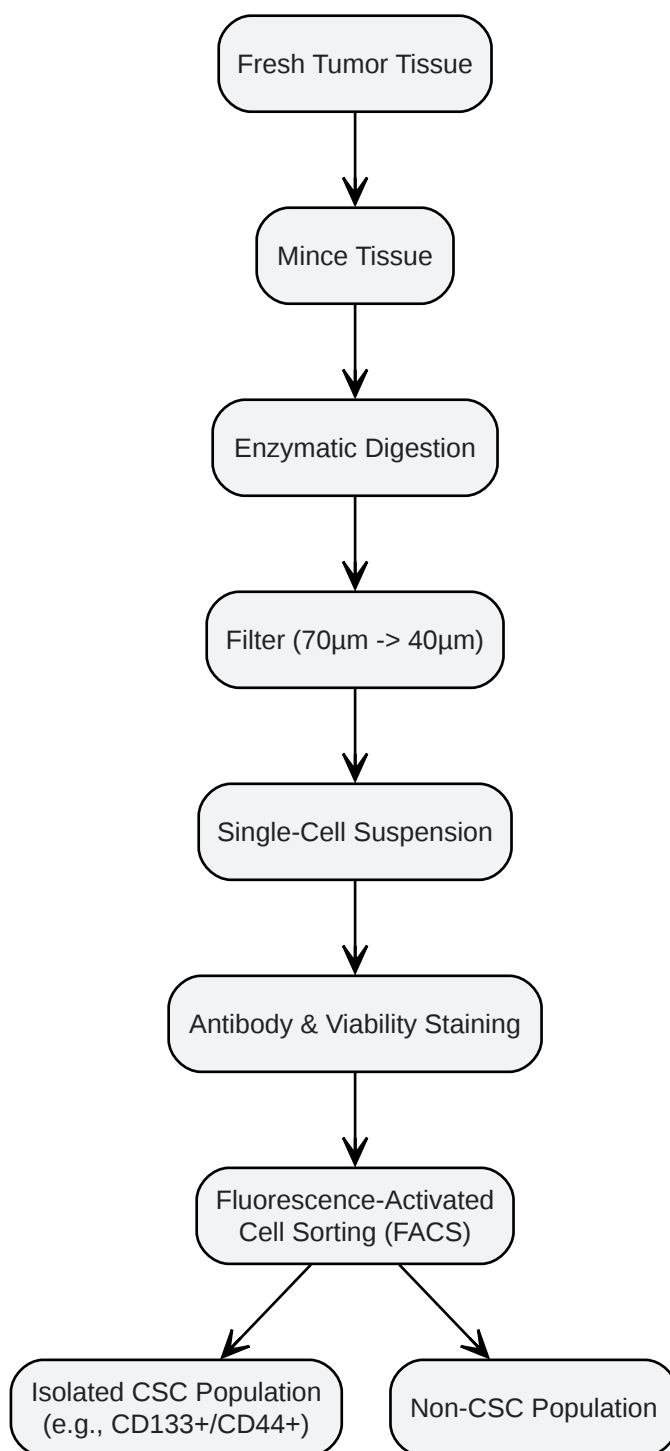 Fresh Tumor Tissue
Mince Tissue
Enzymatic Digestion
Filter (70µm -> 40µm)
Single-Cell Suspension
Antibody & Viability Staining
Fluorescence-Activated
Cell Sorting (FACS)
Isolated CSC Population
(e.g., CD133+/CD44+)
Non-CSC Population